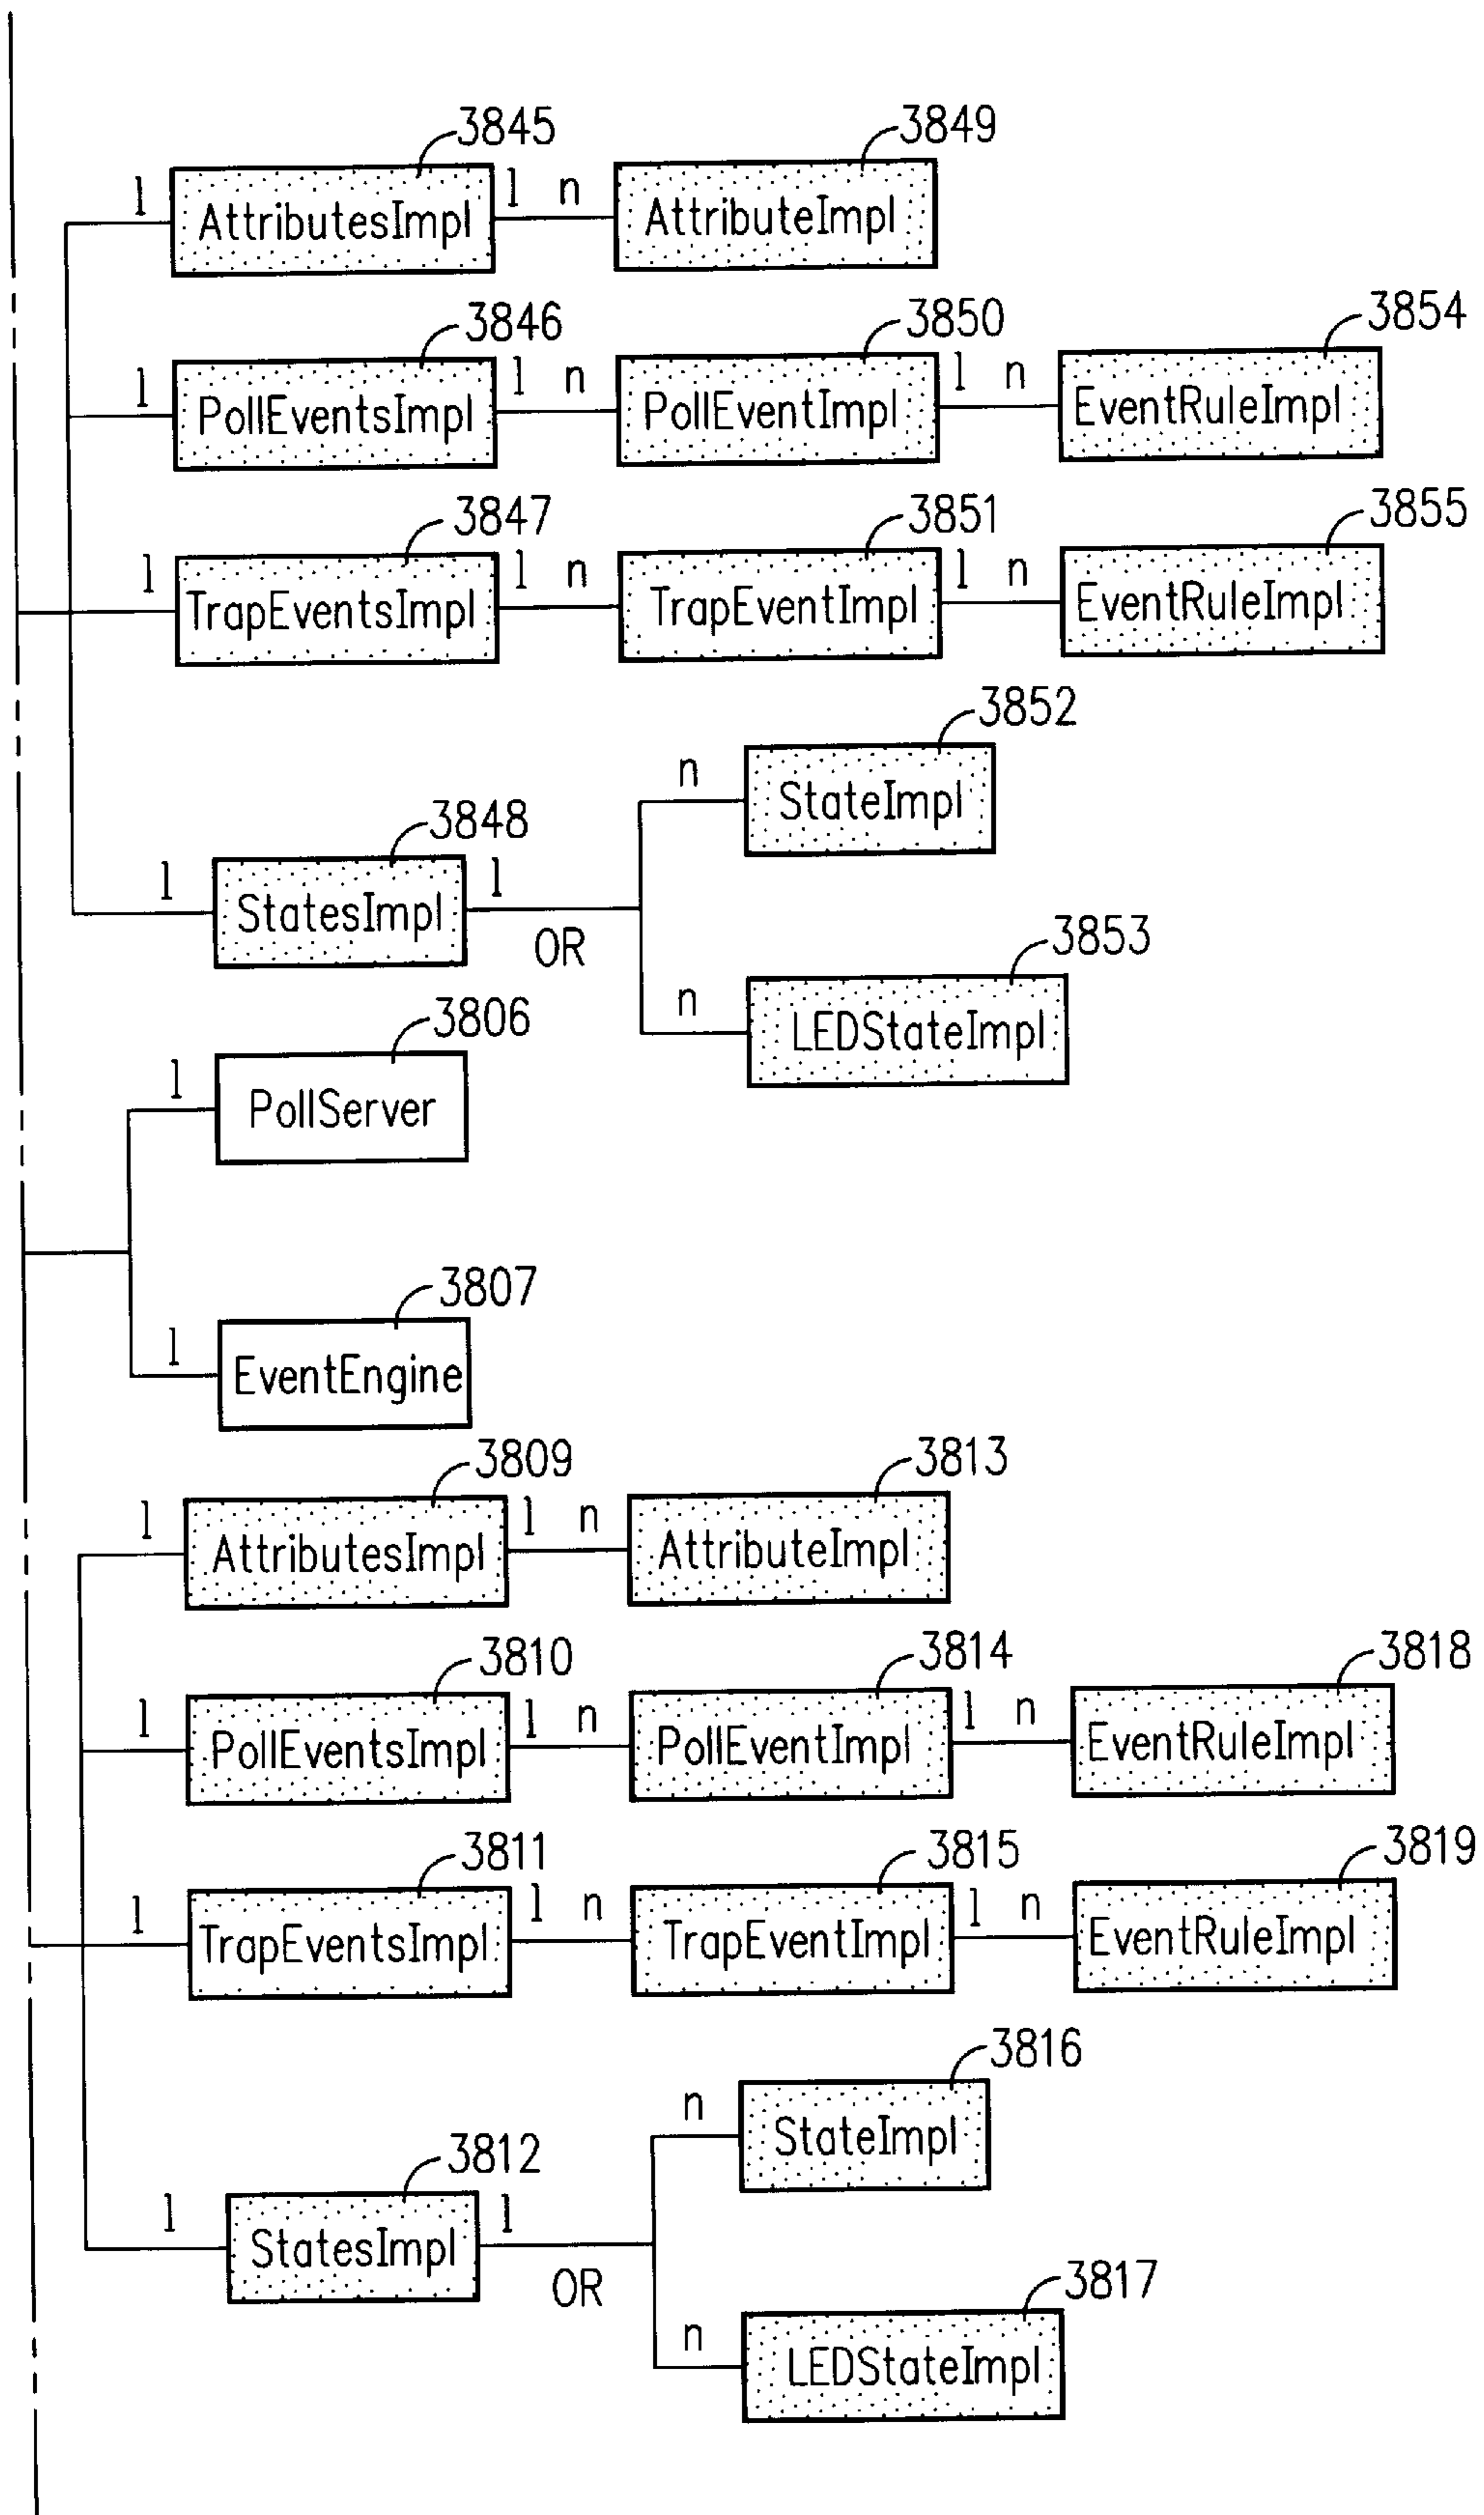 3845 3849
1 AttributesImpl 1 n AttributeImpl
3846 3850 3854
1 PollEventsImpl 1 n PollEventImpl 1 n EventRuleImpl
3847 3851 3855
1 TrapEventsImpl 1 n TrapEventImpl 1 n EventRuleImpl
3852
n StateImpl
3848
1 StatesImpl 1
OR
3853
n LEDStateImpl
3806
1 PollServer
3807
1 EventEngine
3809 3813
1 AttributesImpl 1 n AttributeImpl
3810 3814 3818
1 PollEventsImpl 1 n PollEventImpl 1 n EventRuleImpl
3811 3815 3819
1 TrapEventsImpl 1 n TrapEventImpl 1 n EventRuleImpl
3816
n StateImpl
3812
1 StatesImpl 1
OR
3817
n LEDStateImpl